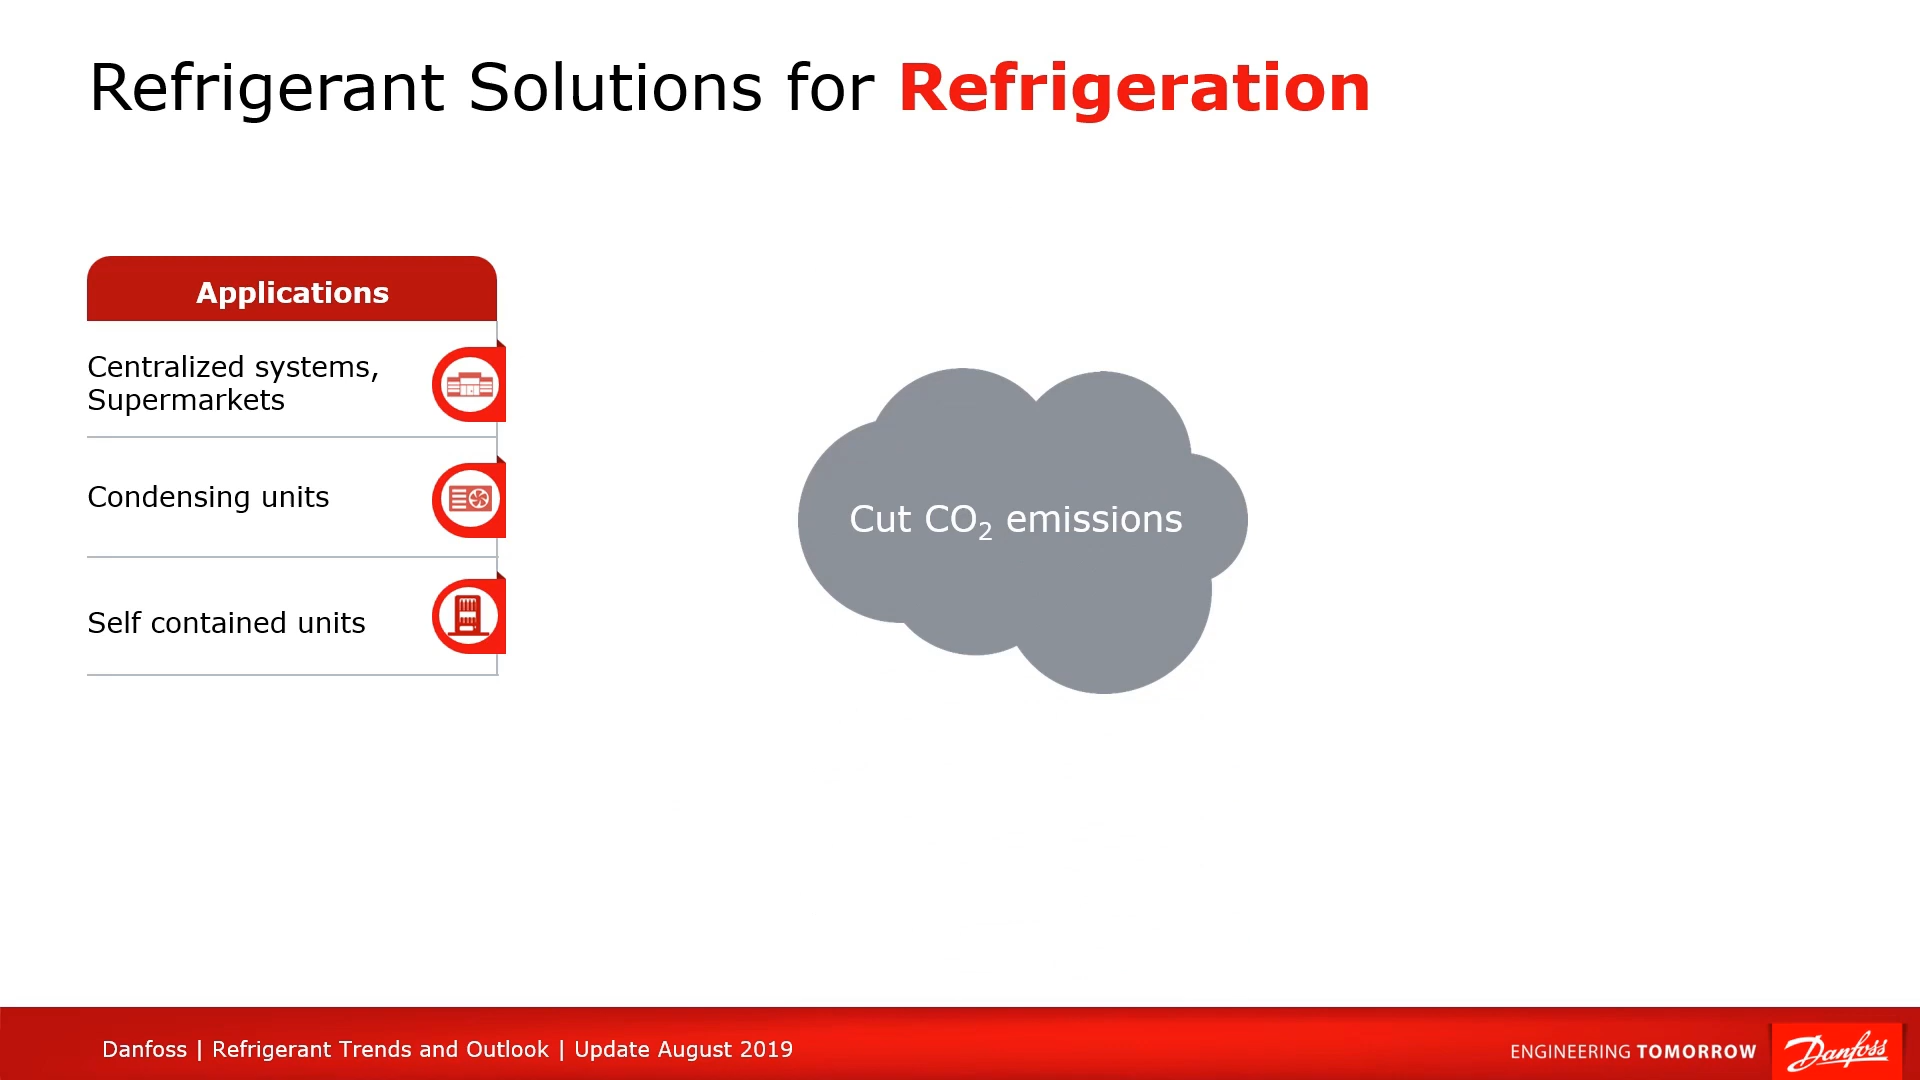 Refrigerant Solutions for Refrigeration
Applications
Centralized systems,
Supermarkets
Condensing units
Self contained units
Cut CO₂ emissions
Danfoss | Refrigerant Trends and Outlook | Update August 2019
ENGINEERING TOMORROW
Danfoss